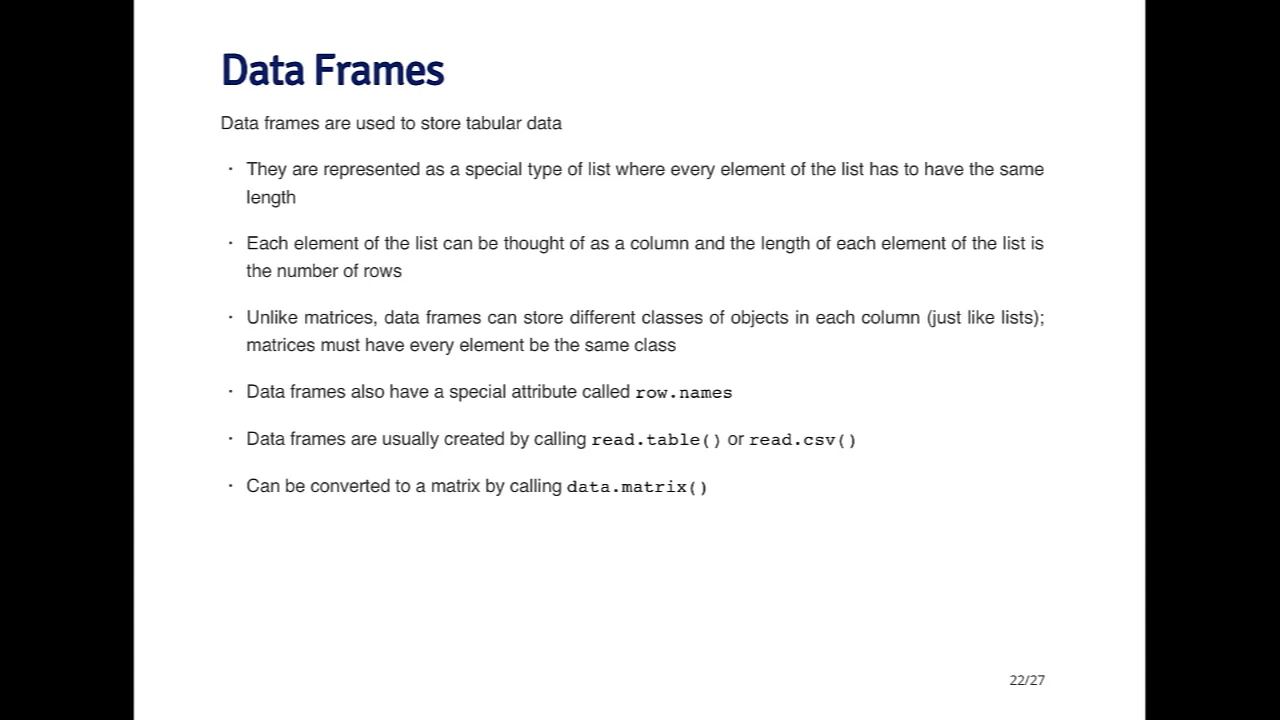 Data Frames
Data frames are used to store tabular data
· They are represented as a special type of list where every element of the list has to have the same
length
· Each element of the list can be thought of as a column and the length of each element of the list is
the number of rows
· Unlike matrices, data frames can store different classes of objects in each column (just like lists);
matrices must have every element be the same class
· Data frames also have a special attribute called row.names
· Data frames are usually created by calling read.table() or read.csv()
· Can be converted to a matrix by calling data.matrix()
22/27